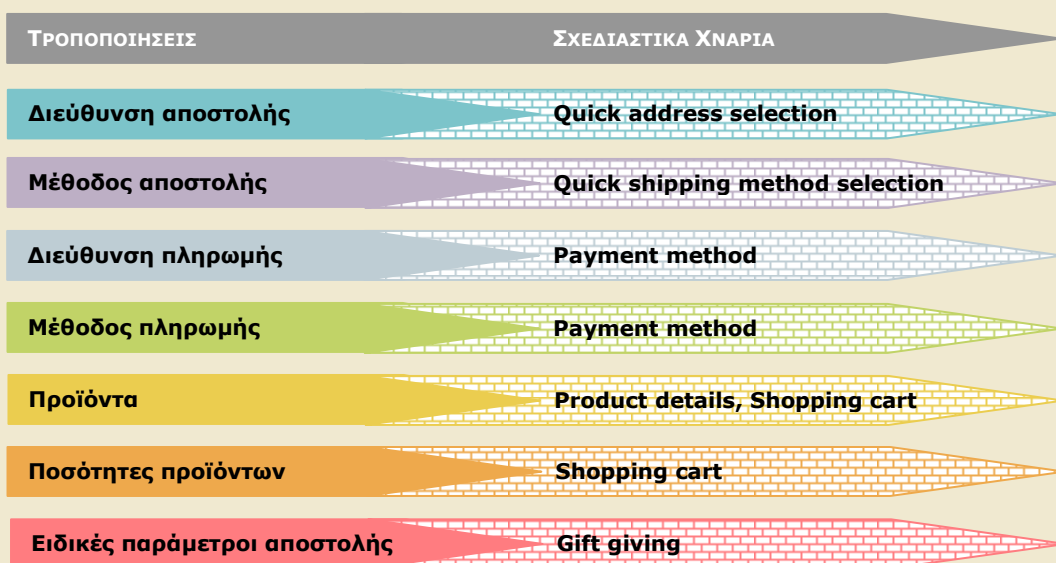 ΤΡΟΠΟΠΟΙΗΣΕΙΣ ΣΧΕΔΙΑΣΤΙΚΑ ΧΝΑΡΙΑ
Διεύθυνση αποστολής Quick address selection
Μέθοδος αποστολής Quick shipping method selection
Διεύθυνση πληρωμής Payment method
Μέθοδος πληρωμής Payment method
Προϊόντα Product details, Shopping cart
Ποσότητες προϊόντων Shopping cart
Ειδικές παράμετροι αποστολής Gift giving